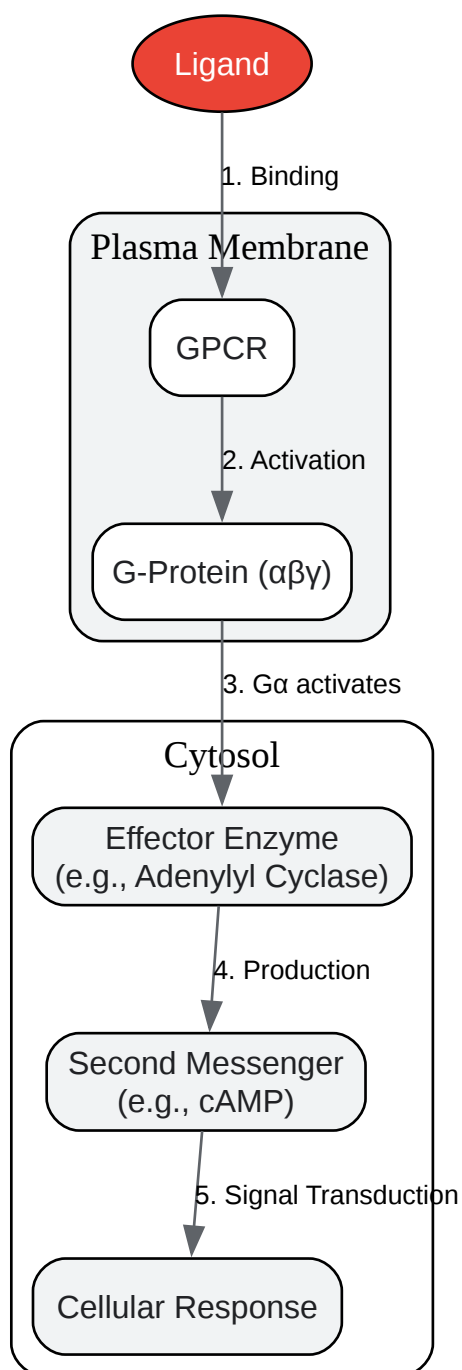 Ligand
1. Binding
Plasma Membrane
GPCR
2. Activation
G-Protein (αβγ)
3. Gα activates
Cytosol
Effector Enzyme
(e.g., Adenylyl Cyclase)
4. Production
Second Messenger
(e.g., cAMP)
5. Signal Transduction
Cellular Response